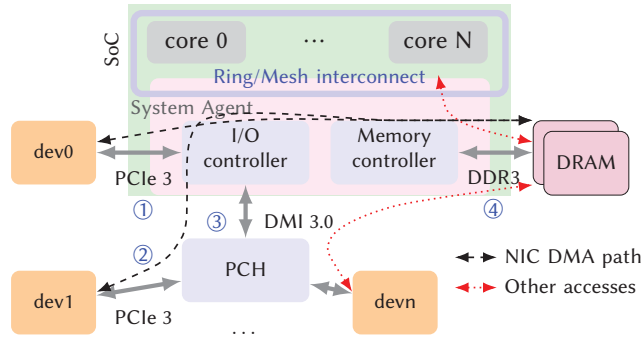 SoC
core 0
...
core N
Ring/Mesh interconnect
System Agent
dev0
I/O
controller
Memory
controller
DRAM
PCIe 3
DDR3
①
③
④
DMI 3.0
②
PCH
NIC DMA path
dev1
devn
Other accesses
PCIe 3
...